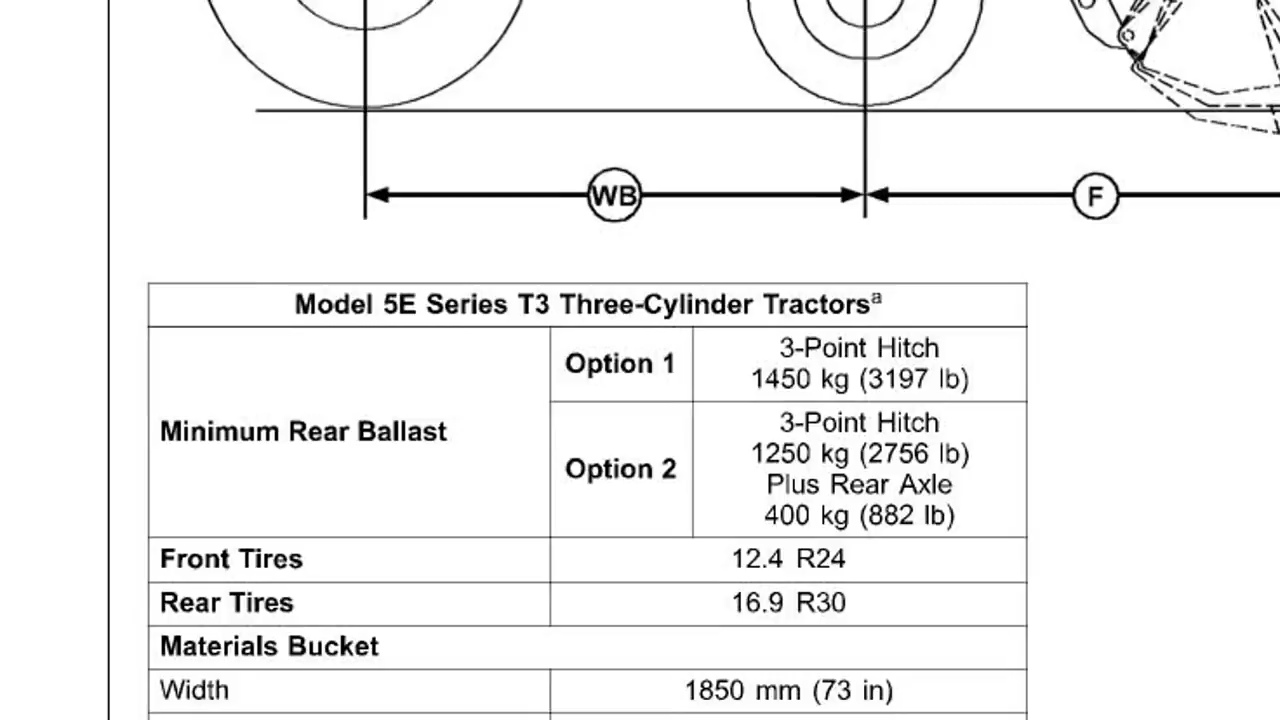 WB
F
Model 5E Series T3 Three-Cylinder Tractorsª
Minimum Rear Ballast
Option 1
3-Point Hitch
1450 kg (3197 lb)
Option 2
3-Point Hitch
1250 kg (2756 lb)
Plus Rear Axle
400 kg (882 lb)
Front Tires
12.4 R24
Rear Tires
16.9 R30
Materials Bucket
Width
1850 mm (73 in)